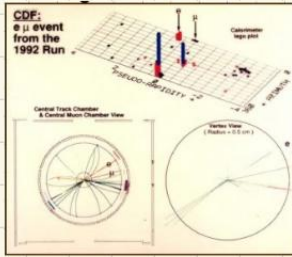 CDF:
e μ event
from the
1992 Run
Calorimeter
lego plot
e
μ
PSEUDO-RAPIDITY
AZIMUTH
Central Track Chamber
& Central Muon Chamber View
Vertex View
( Radius = 0.5 cm )
e